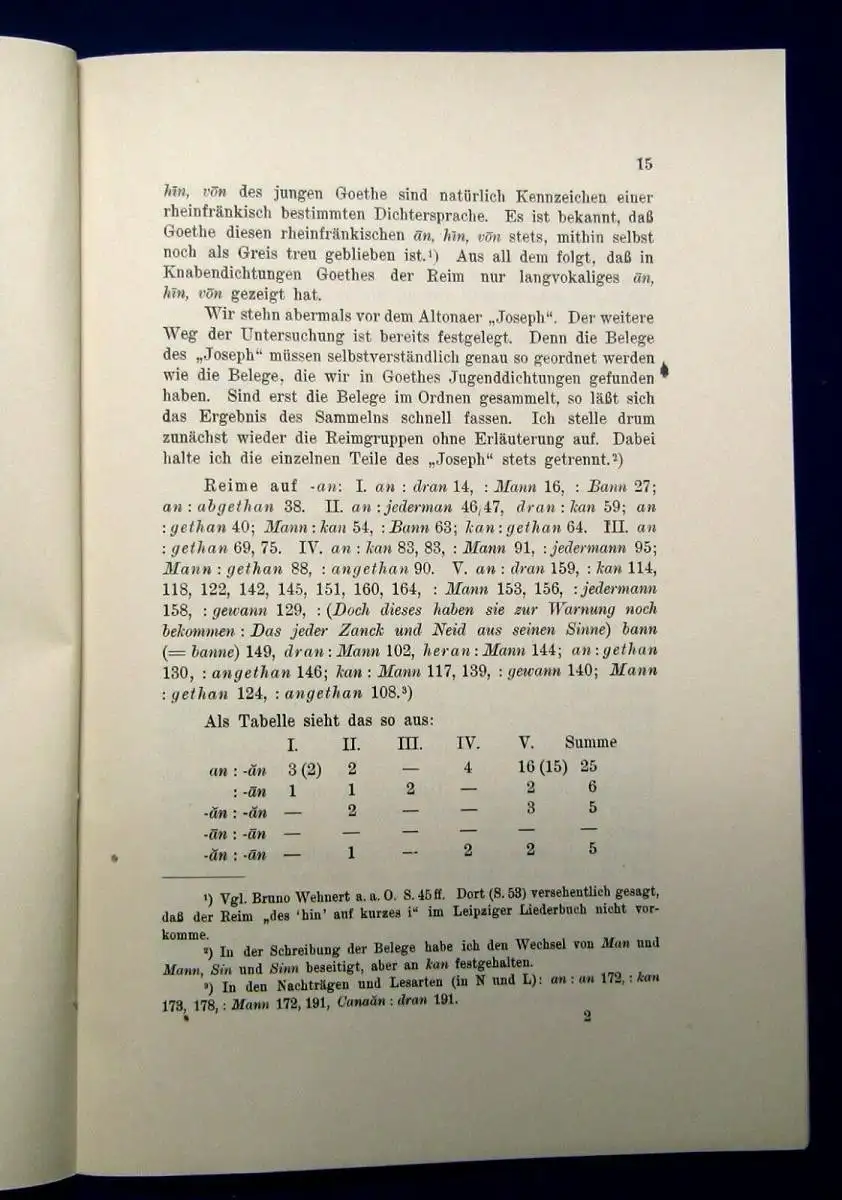 15
hīn, vōn des jungen Goethe sind natürlich Kennzeichen einer
rheinfränkisch bestimmten Dichtersprache. Es ist bekannt, daß
Goethe diesen rheinfränkischen ān, hīn, vōn stets, mithin selbst
noch als Greis treu geblieben ist.¹) Aus all dem folgt, daß in
Knabendichtungen Goethes der Reim nur langvokaliges ān,
hīn, vōn gezeigt hat.
Wir stehn abermals vor dem Altonaer „Joseph“. Der weitere
Weg der Untersuchung ist bereits festgelegt. Denn die Belege
des „Joseph“ müssen selbstverständlich genau so geordnet werden
wie die Belege, die wir in Goethes Jugenddichtungen gefunden
haben. Sind erst die Belege im Ordnen gesammelt, so läßt sich
das Ergebnis des Sammelns schnell fassen. Ich stelle drum
zunächst wieder die Reimgruppen ohne Erläuterung auf. Dabei
halte ich die einzelnen Teile des „Joseph“ stets getrennt.²)
Reime auf -an: I. an : dran 14, : Mann 16, : Bann 27;
an : abgethan 38. II. an : jederman 46, 47, dran : kan 59; an
: gethan 40; Mann : kan 54, : Bann 63; kan : gethan 64. III. an
: gethan 69, 75. IV. an : kan 83, 83, : Mann 91, : jedermann 95;
Mann : gethan 88, : angethan 90. V. an : dran 159, : kan 114,
118, 122, 142, 145, 151, 160, 164, : Mann 153, 156, : jedermann
158, : gewann 129, : (Doch dieses haben sie zur Warnung noch
bekommen : Das jeder Zanck und Neid aus seinen Sinne) bann
(= banne) 149, dran : Mann 102, heran : Mann 144; an : gethan
130, : angethan 146; kan : Mann 117, 139, : gewann 140; Mann
: gethan 124, : angethan 108.³)
Als Tabelle sieht das so aus:
I. II. III. IV. V. Summe
an : -ăn 3 (2) 2 — 4 16 (15) 25
: -ān 1 1 2 — 2 6
-ăn : -ăn — 2 — — 3 5
-ān : -ān — — — — — —
-ăn : -ān — 1 — 2 2 5
¹) Vgl. Bruno Wehnert a. a. O. S. 45 ff. Dort (S. 53) versehentlich gesagt,
daß der Reim „des ‘hin’ auf kurzes i“ im Leipziger Liederbuch nicht vor-
komme.
²) In der Schreibung der Belege habe ich den Wechsel von Man und
Mann, Sin und Sinn beseitigt, aber an kan festgehalten.
³) In den Nachträgen und Lesarten (in N und L): an : an 172, : kan
173, 178, : Mann 172, 191, Canaăn : dran 191.
2